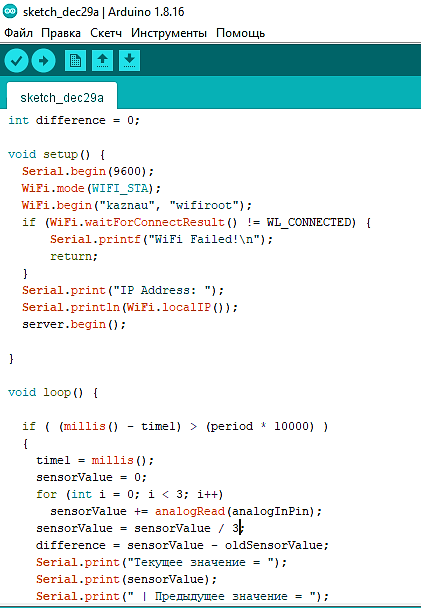 sketch_dec29a | Arduino 1.8.16
Файл Правка Скетч Инструменты Помощь
sketch_dec29a
int difference = 0;
void setup() {
Serial.begin(9600);
WiFi.mode(WIFI_STA);
WiFi.begin("kaznau", "wifiroot");
if (WiFi.waitForConnectResult() != WL_CONNECTED) {
Serial.printf("WiFi Failed!\n");
return;
}
Serial.print("IP Address: ");
Serial.println(WiFi.localIP());
server.begin();
}
void loop() {
if ( (millis() - timel) > (period * 10000) )
{
timel = millis();
sensorValue = 0;
for (int i = 0; i < 3; i++)
sensorValue += analogRead(analogInPin);
sensorValue = sensorValue / 3;
difference = sensorValue - oldSensorValue;
Serial.print("Текущее значение = ");
Serial.print(sensorValue);
Serial.print(" | Предыдущее значение = ");